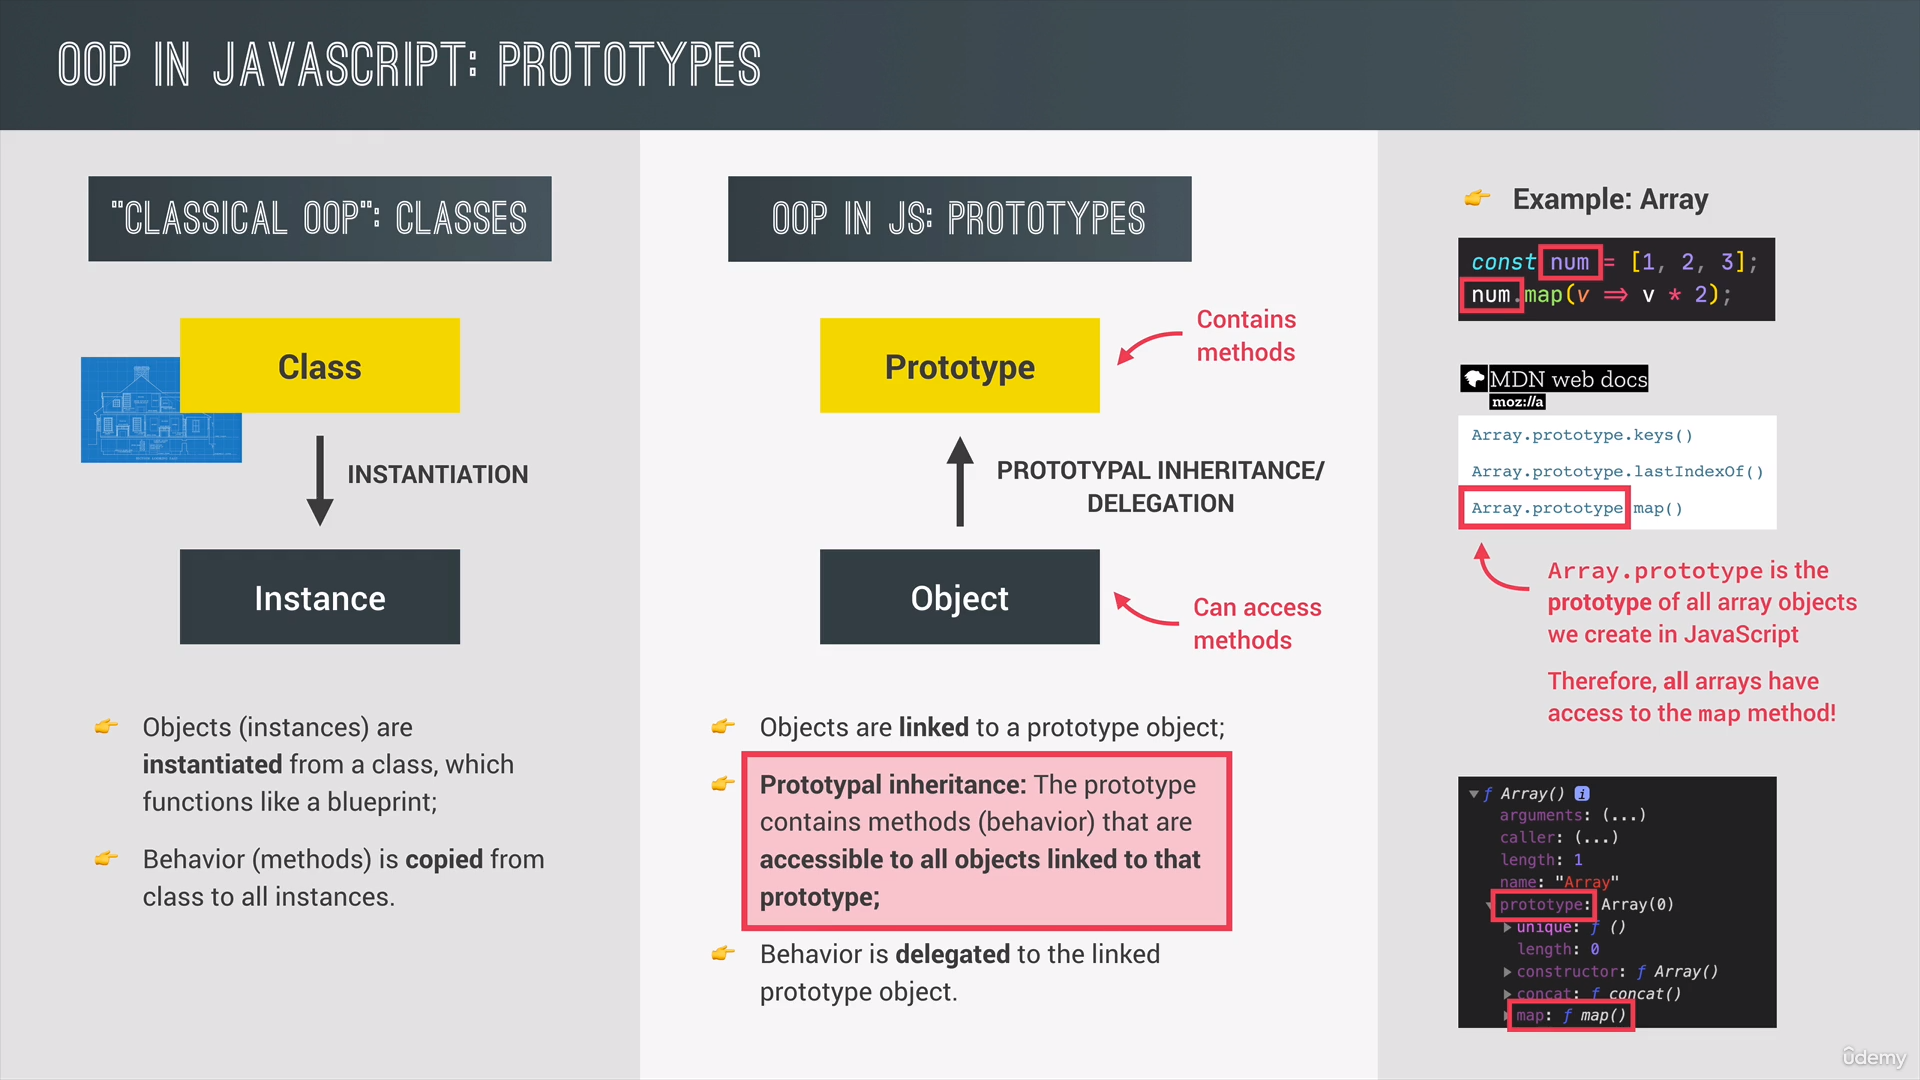 OOP IN JAVASCRIPT: PROTOTYPES
"CLASSICAL OOP": CLASSES
Class
INSTANTIATION
Instance
👉 Objects (instances) are
instantiated from a class, which
functions like a blueprint;
👉 Behavior (methods) is copied from
class to all instances.
OOP IN JS: PROTOTYPES
Prototype
Contains
methods
PROTOTYPAL INHERITANCE/
DELEGATION
Object
Can access
methods
👉 Objects are linked to a prototype object;
👉 Prototypal inheritance: The prototype
contains methods (behavior) that are
accessible to all objects linked to that
prototype;
👉 Behavior is delegated to the linked
prototype object.
👉 Example: Array
const num = [1, 2, 3];
num.map(v => v * 2);
MDN web docs
moz://a
Array.prototype.keys()
Array.prototype.lastIndexOf()
Array.prototype.map()
Array.prototype is the
prototype of all array objects
we create in JavaScript
Therefore, all arrays have
access to the map method!
▼ ƒ Array() i
arguments: (...)
caller: (...)
length: 1
name: "Array"
▼ prototype: Array(0)
▶ unique: ƒ ()
length: 0
▶ constructor: ƒ Array()
▶ concat: ƒ concat()
▶ map: ƒ map()
ûdemy